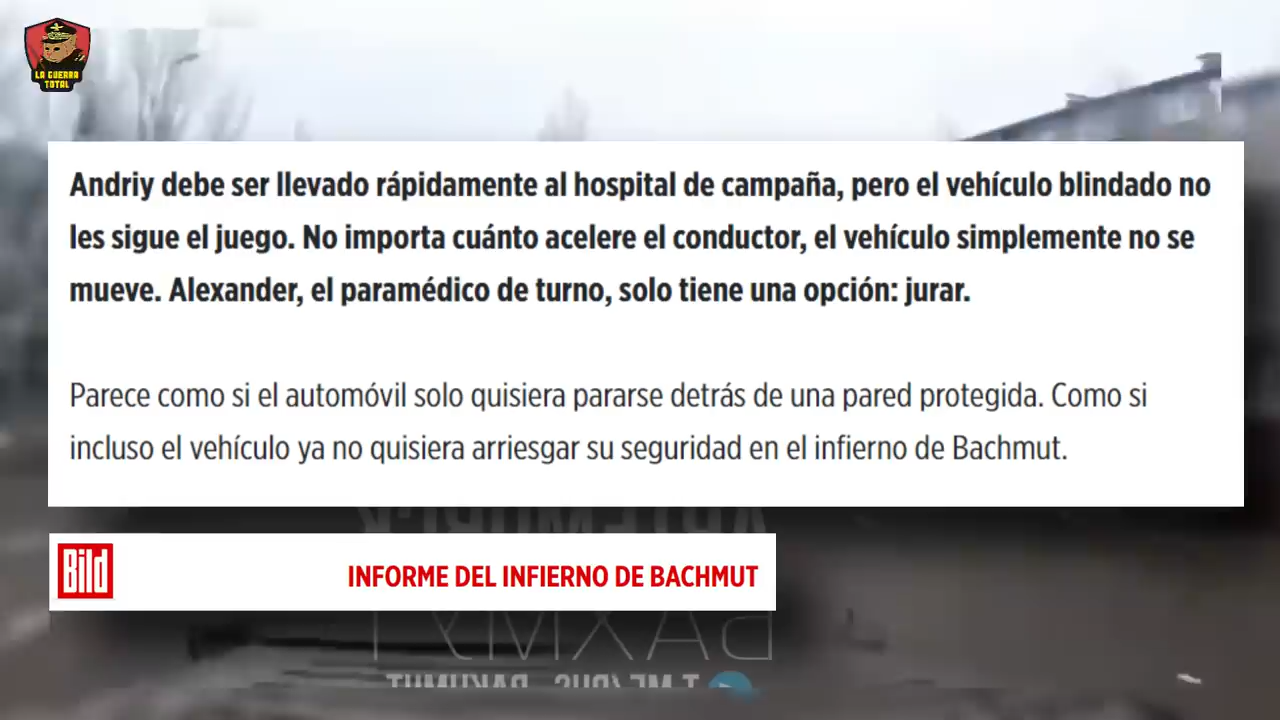 LA GUERRA
TOTAL
Andriy debe ser llevado rápidamente al hospital de campaña, pero el vehículo blindado no
les sigue el juego. No importa cuánto acelere el conductor, el vehículo simplemente no se
mueve. Alexander, el paramédico de turno, solo tiene una opción: jurar.
Parece como si el automóvil solo quisiera pararse detrás de una pared protegida. Como si
incluso el vehículo ya no quisiera arriesgar su seguridad en el infierno de Bachmut.
Bild
INFORME DEL INFIERNO DE BACHMUT